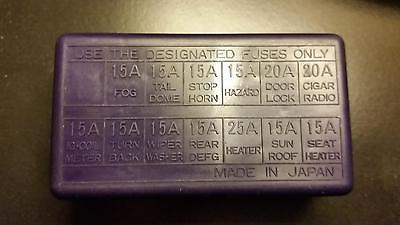 USE THE DESIGNATED FUSES ONLY
15A 15A 15A 15A 20A 20A
FOG TAIL STOP HAZARD DOOR CIGAR
DOME HORN LOCK RADIO
15A 15A 15A 15A 25A 15A 15A
IG•COIL TURN WIPER REAR HEATER SUN SEAT
METER BACK WASHER DEFG ROOF HEATER
MADE IN JAPAN